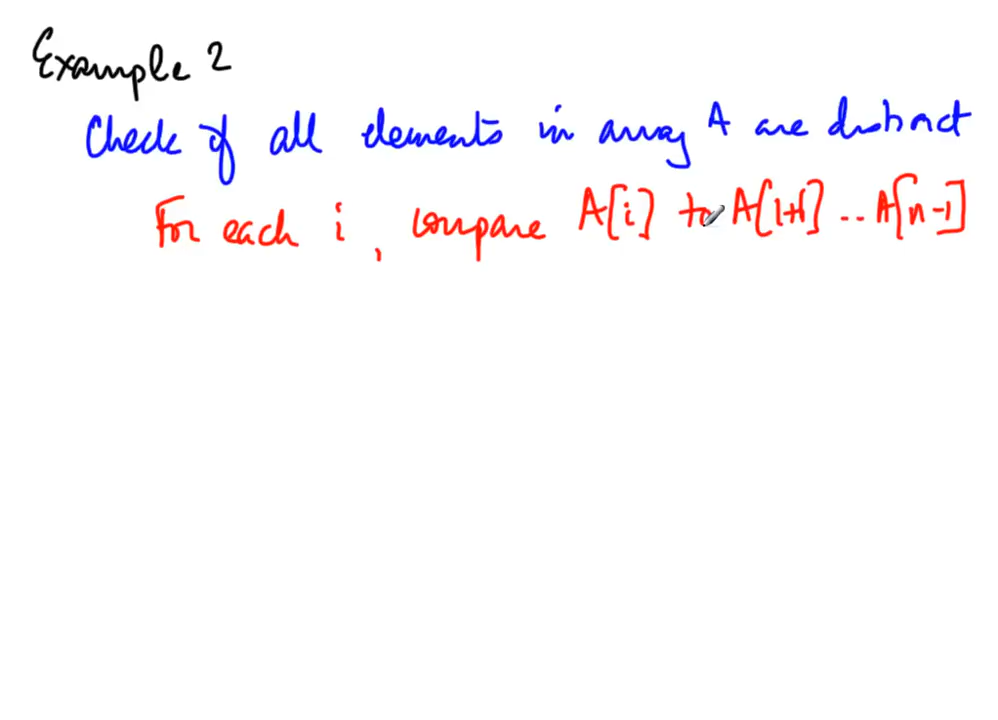 Example 2
Check if all elements in array A are distinct
For each i, compare A[i] to A[i+1] .. A[n-1]